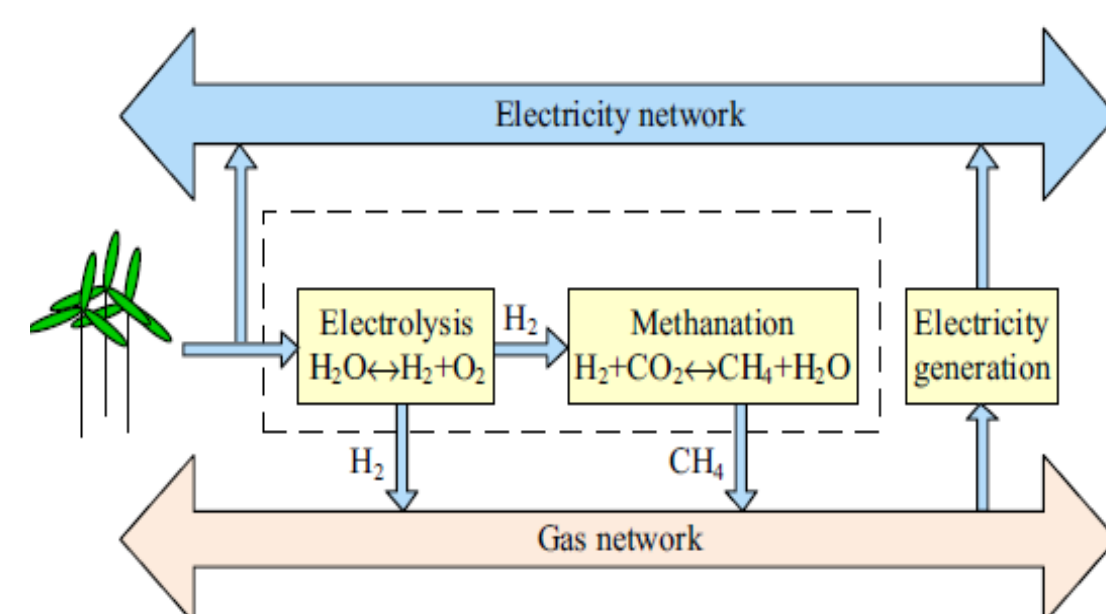 Electricity network
Electrolysis
H₂O↔H₂+O₂
H₂
Methanation
H₂+CO₂↔CH₄+H₂O
Electricity
generation
H₂
CH₄
Gas network